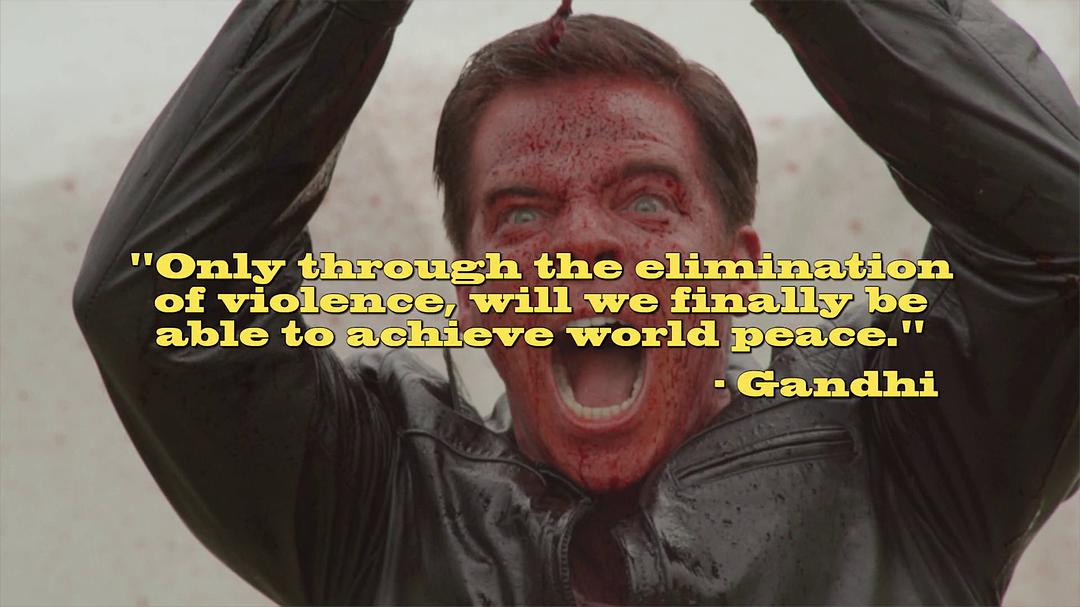 "Only through the elimination
of violence, will we finally be
able to achieve world peace."
- Gandhi